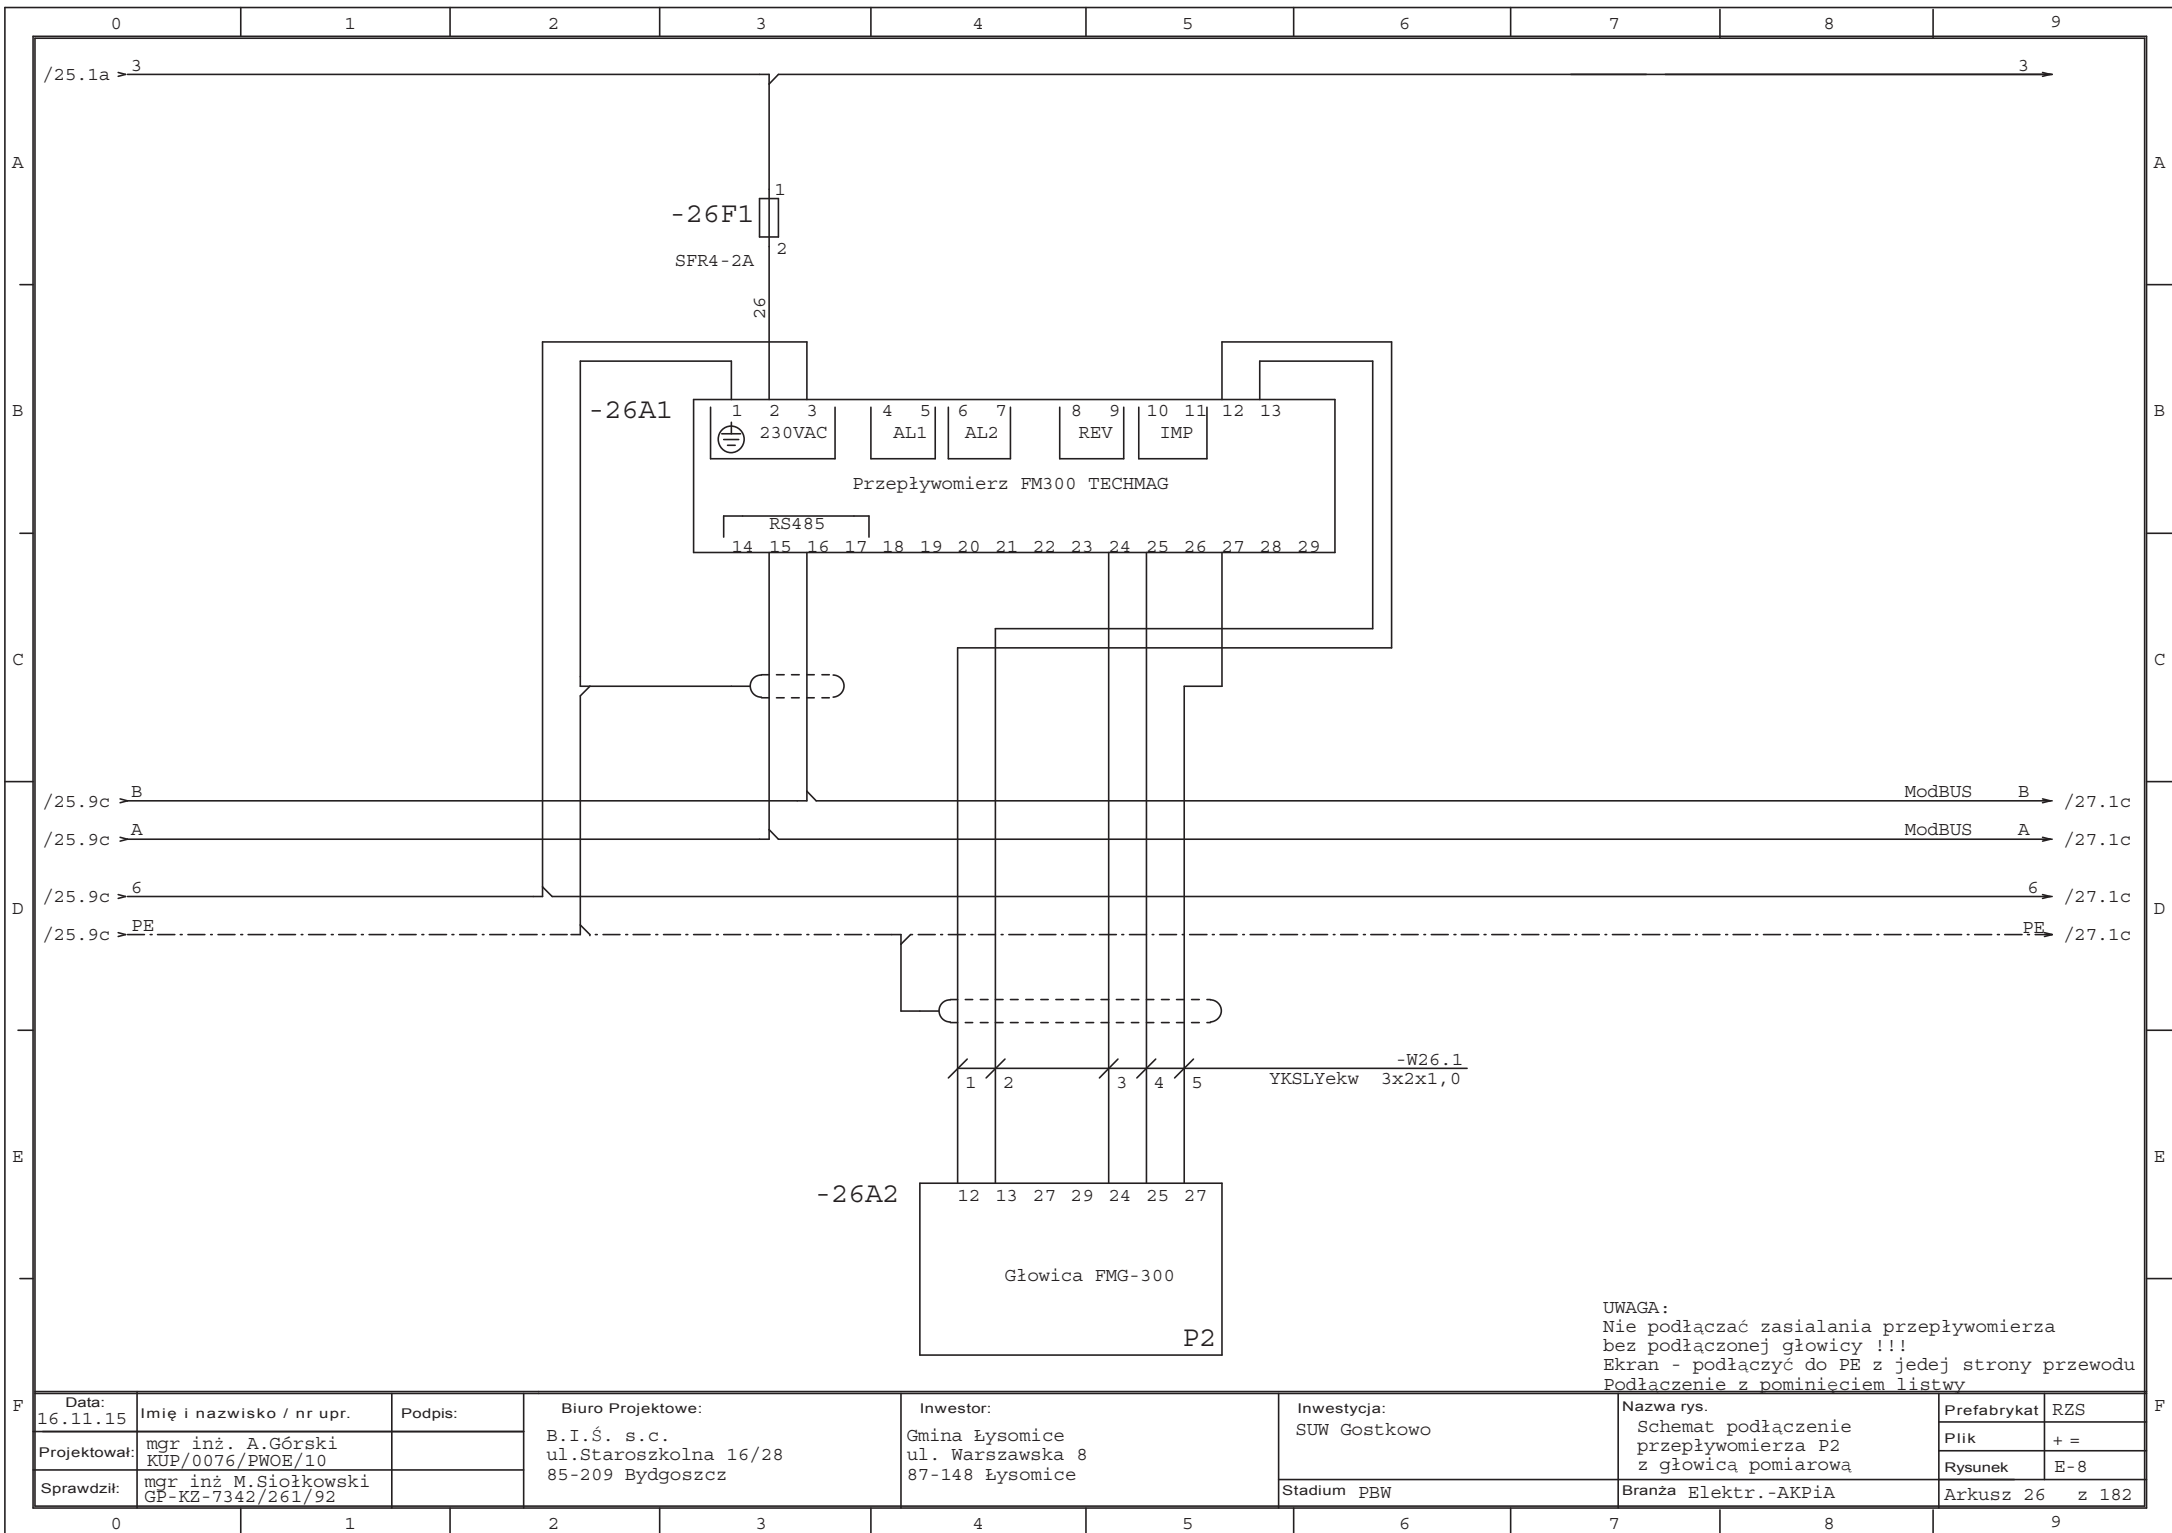 0 1 2 3 4 5 6 7 8 9
/25.1a 3 3
A A
1
-26F1
2
SFR4-2A
26
B B
-26A1
1 2 3 4 5 6 7 8 9 10 11 12 13
230VAC AL1 AL2 REV IMP
Przepływomierz FM300 TECHMAG
RS485
14 15 16 17 18 19 20 21 22 23 24 25 26 27 28 29
C C
/25.9c B ModBUS B /27.1c
/25.9c A ModBUS A /27.1c
/25.9c 6 6 /27.1c
D D
/25.9c PE PE /27.1c
-W26.1
1 2 3 4 5 YKSLYekw 3x2x1,0
E E
-26A2
12 13 27 29 24 25 27
Głowica FMG-300
P2
UWAGA:
Nie podłączać zasialania przepływomierza
bez podłączonej głowicy !!!
Ekran - podłączyć do PE z jedej strony przewodu
Podłączenie z pominięciem listwy
F F
Data:
16.11.15
Imię i nazwisko / nr upr.
Podpis:
Projektował:
mgr inż. A.Górski
KUP/0076/PWOE/10
Sprawdził:
mgr inż M.Siołkowski
GP-KZ-7342/261/92
Biuro Projektowe:
B.I.Ś. s.c.
ul.Staroszkolna 16/28
85-209 Bydgoszcz
Inwestor:
Gmina Łysomice
ul. Warszawska 8
87-148 Łysomice
Inwestycja:
SUW Gostkowo
Stadium PBW
Nazwa rys.
Schemat podłączenie
przepływomierza P2
z głowicą pomiarową
Branża Elektr.-AKPiA
Prefabrykat RZS
Plik + =
Rysunek E-8
Arkusz 26 z 182
0 1 2 3 4 5 6 7 8 9